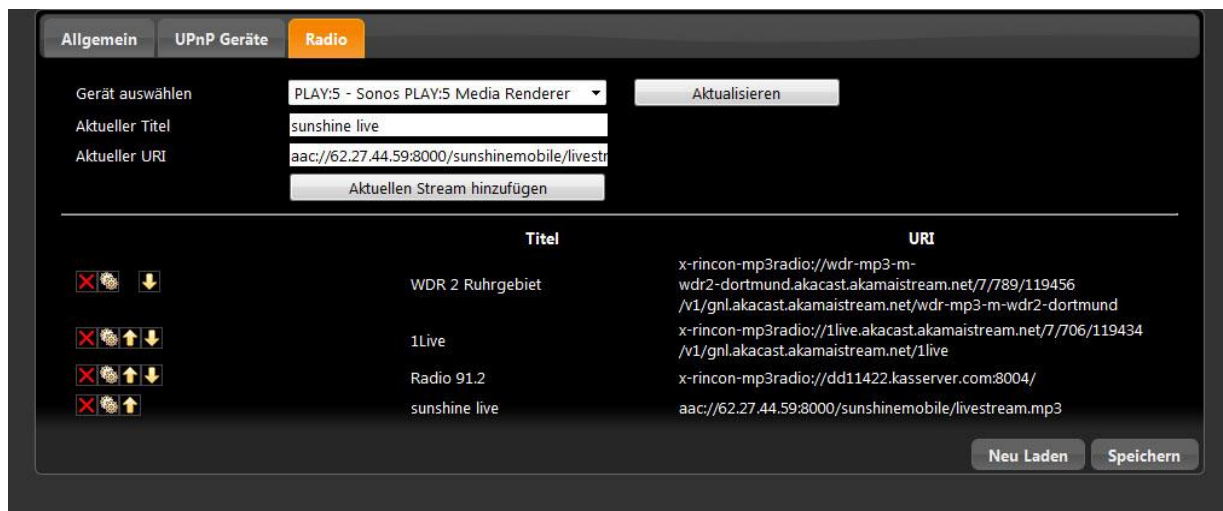 Allgemein UPnP Geräte Radio
Gerät auswählen PLAY:5 - Sonos PLAY:5 Media Renderer Aktualisieren
Aktueller Titel sunshine live
Aktueller URI aac://62.27.44.59:8000/sunshinemobile/livestr
Aktuellen Stream hinzufügen
Titel URI
WDR 2 Ruhrgebiet x-rincon-mp3radio://wdr-mp3-m-
wdr2-dortmund.akacast.akamaistream.net/7/789/119456
/v1/gnl.akacast.akamaistream.net/wdr-mp3-m-wdr2-dortmund
1Live x-rincon-mp3radio://1live.akacast.akamaistream.net/7/706/119434
/v1/gnl.akacast.akamaistream.net/1live
Radio 91.2 x-rincon-mp3radio://dd11422.kasserver.com:8004/
sunshine live aac://62.27.44.59:8000/sunshinemobile/livestream.mp3
Neu Laden Speichern